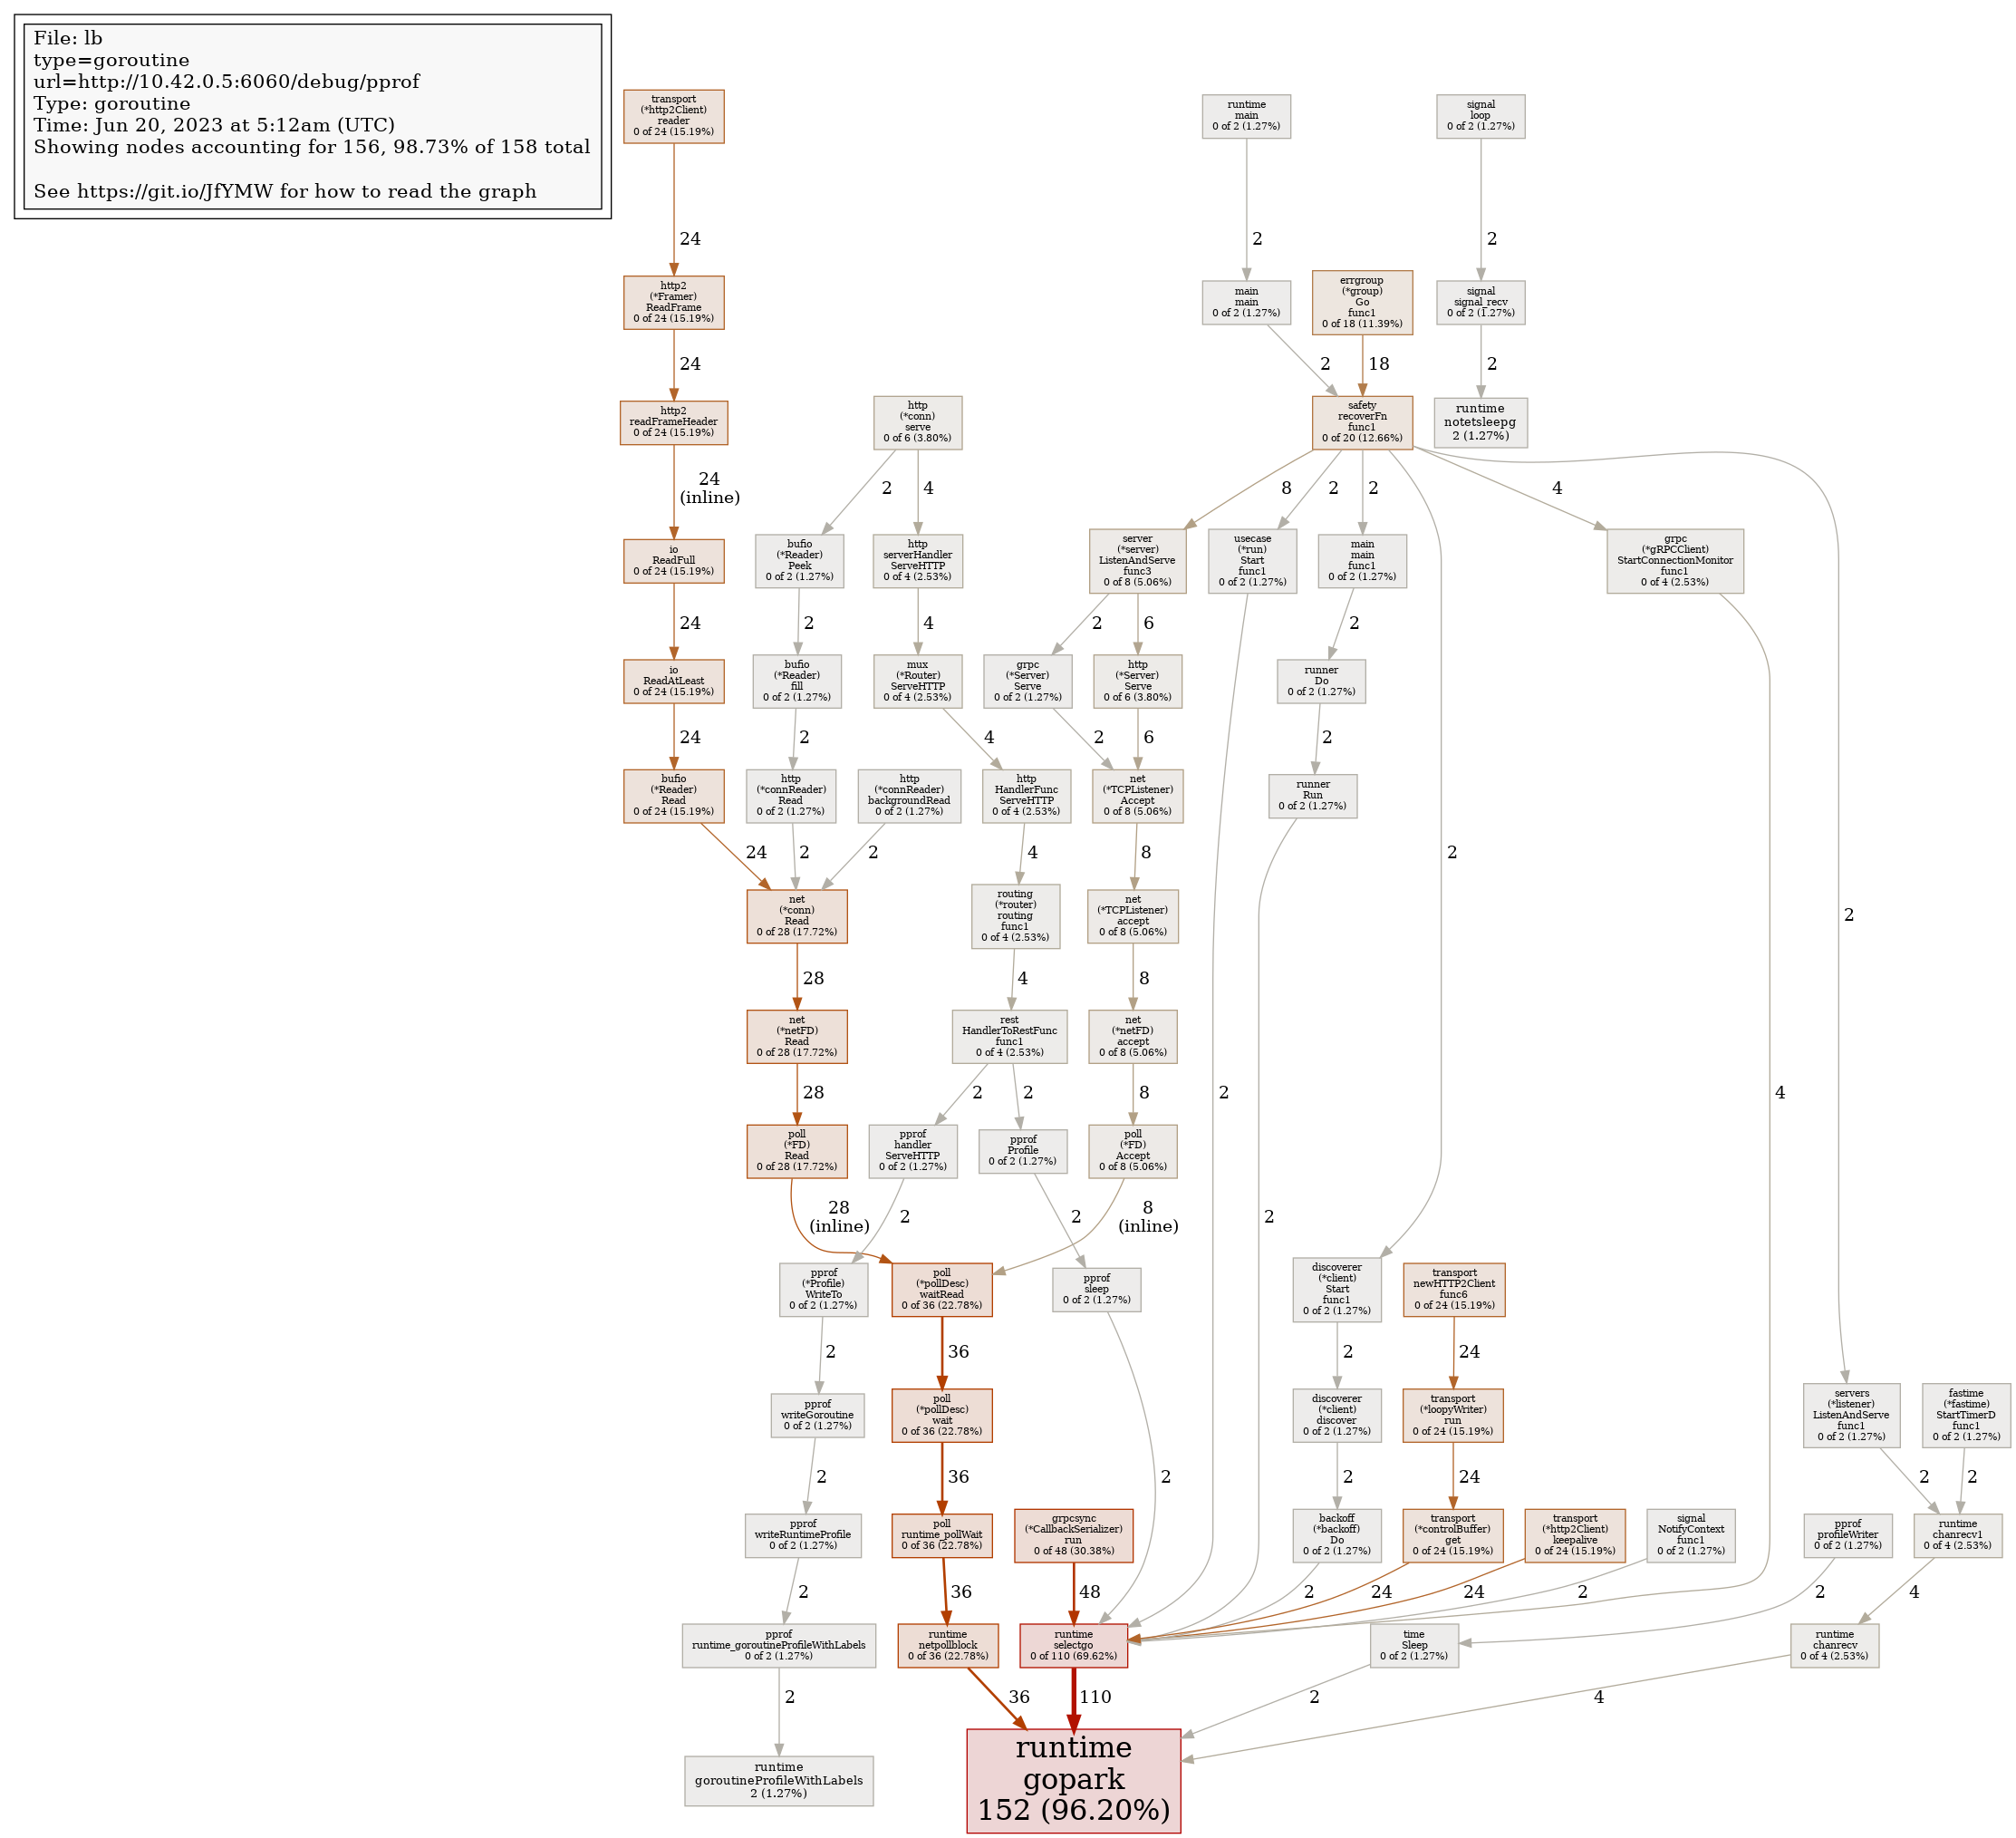 File: lb
type=goroutine
url=http://10.42.0.5:6060/debug/pprof
Type: goroutine
Time: Jun 20, 2023 at 5:12am (UTC)
Showing nodes accounting for 156, 98.73% of 158 total
See https://git.io/JfYMW for how to read the graph
transport
(*http2Client)
reader
0 of 24 (15.19%)
runtime
main
0 of 2 (1.27%)
signal
loop
0 of 2 (1.27%)
24
2
2
http2
(*Framer)
ReadFrame
0 of 24 (15.19%)
main
main
0 of 2 (1.27%)
errgroup
(*group)
Go
func1
0 of 18 (11.39%)
signal
signal_recv
0 of 2 (1.27%)
24
2
18
2
http2
readFrameHeader
0 of 24 (15.19%)
http
(*conn)
serve
0 of 6 (3.80%)
safety
recoverFn
func1
0 of 20 (12.66%)
runtime
notetsleepg
2 (1.27%)
24
(inline)
2
4
8
2
2
4
io
ReadFull
0 of 24 (15.19%)
bufio
(*Reader)
Peek
0 of 2 (1.27%)
http
serverHandler
ServeHTTP
0 of 4 (2.53%)
server
(*server)
ListenAndServe
func3
0 of 8 (5.06%)
usecase
(*run)
Start
func1
0 of 2 (1.27%)
main
main
func1
0 of 2 (1.27%)
grpc
(*gRPCClient)
StartConnectionMonitor
func1
0 of 4 (2.53%)
24
2
4
2
6
2
io
ReadAtLeast
0 of 24 (15.19%)
bufio
(*Reader)
fill
0 of 2 (1.27%)
mux
(*Router)
ServeHTTP
0 of 4 (2.53%)
grpc
(*Server)
Serve
0 of 2 (1.27%)
http
(*Server)
Serve
0 of 6 (3.80%)
runner
Do
0 of 2 (1.27%)
24
2
4
2
6
2
bufio
(*Reader)
Read
0 of 24 (15.19%)
http
(*connReader)
Read
0 of 2 (1.27%)
http
(*connReader)
backgroundRead
0 of 2 (1.27%)
http
HandlerFunc
ServeHTTP
0 of 4 (2.53%)
net
(*TCPListener)
Accept
0 of 8 (5.06%)
runner
Run
0 of 2 (1.27%)
24
2
2
4
8
2
2
net
(*conn)
Read
0 of 28 (17.72%)
routing
(*router)
routing
func1
0 of 4 (2.53%)
net
(*TCPListener)
accept
0 of 8 (5.06%)
28
4
8
net
(*netFD)
Read
0 of 28 (17.72%)
rest
HandlerToRestFunc
func1
0 of 4 (2.53%)
net
(*netFD)
accept
0 of 8 (5.06%)
28
2
2
8
2
4
poll
(*FD)
Read
0 of 28 (17.72%)
pprof
handler
ServeHTTP
0 of 2 (1.27%)
pprof
Profile
0 of 2 (1.27%)
poll
(*FD)
Accept
0 of 8 (5.06%)
28
(inline)
2
2
8
(inline)
2
pprof
(*Profile)
WriteTo
0 of 2 (1.27%)
poll
(*pollDesc)
waitRead
0 of 36 (22.78%)
pprof
sleep
0 of 2 (1.27%)
discoverer
(*client)
Start
func1
0 of 2 (1.27%)
transport
newHTTP2Client
func6
0 of 24 (15.19%)
2
36
2
24
pprof
writeGoroutine
0 of 2 (1.27%)
poll
(*pollDesc)
wait
0 of 36 (22.78%)
discoverer
(*client)
discover
0 of 2 (1.27%)
transport
(*loopyWriter)
run
0 of 24 (15.19%)
servers
(*listener)
ListenAndServe
func1
0 of 2 (1.27%)
fastime
(*fastime)
StartTimerD
func1
0 of 2 (1.27%)
2
36
2
2
24
2
2
pprof
writeRuntimeProfile
0 of 2 (1.27%)
poll
runtime_pollWait
0 of 36 (22.78%)
grpcsync
(*CallbackSerializer)
run
0 of 48 (30.38%)
backoff
(*backoff)
Do
0 of 2 (1.27%)
transport
(*controlBuffer)
get
0 of 24 (15.19%)
transport
(*http2Client)
keepalive
0 of 24 (15.19%)
signal
NotifyContext
func1
0 of 2 (1.27%)
pprof
profileWriter
0 of 2 (1.27%)
runtime
chanrecv1
0 of 4 (2.53%)
2
36
48
2
24
24
2
2
4
pprof
runtime_goroutineProfileWithLabels
0 of 2 (1.27%)
runtime
netpollblock
0 of 36 (22.78%)
runtime
selectgo
0 of 110 (69.62%)
time
Sleep
0 of 2 (1.27%)
runtime
chanrecv
0 of 4 (2.53%)
2
36
110
2
4
runtime
goroutineProfileWithLabels
2 (1.27%)
runtime
gopark
152 (96.20%)